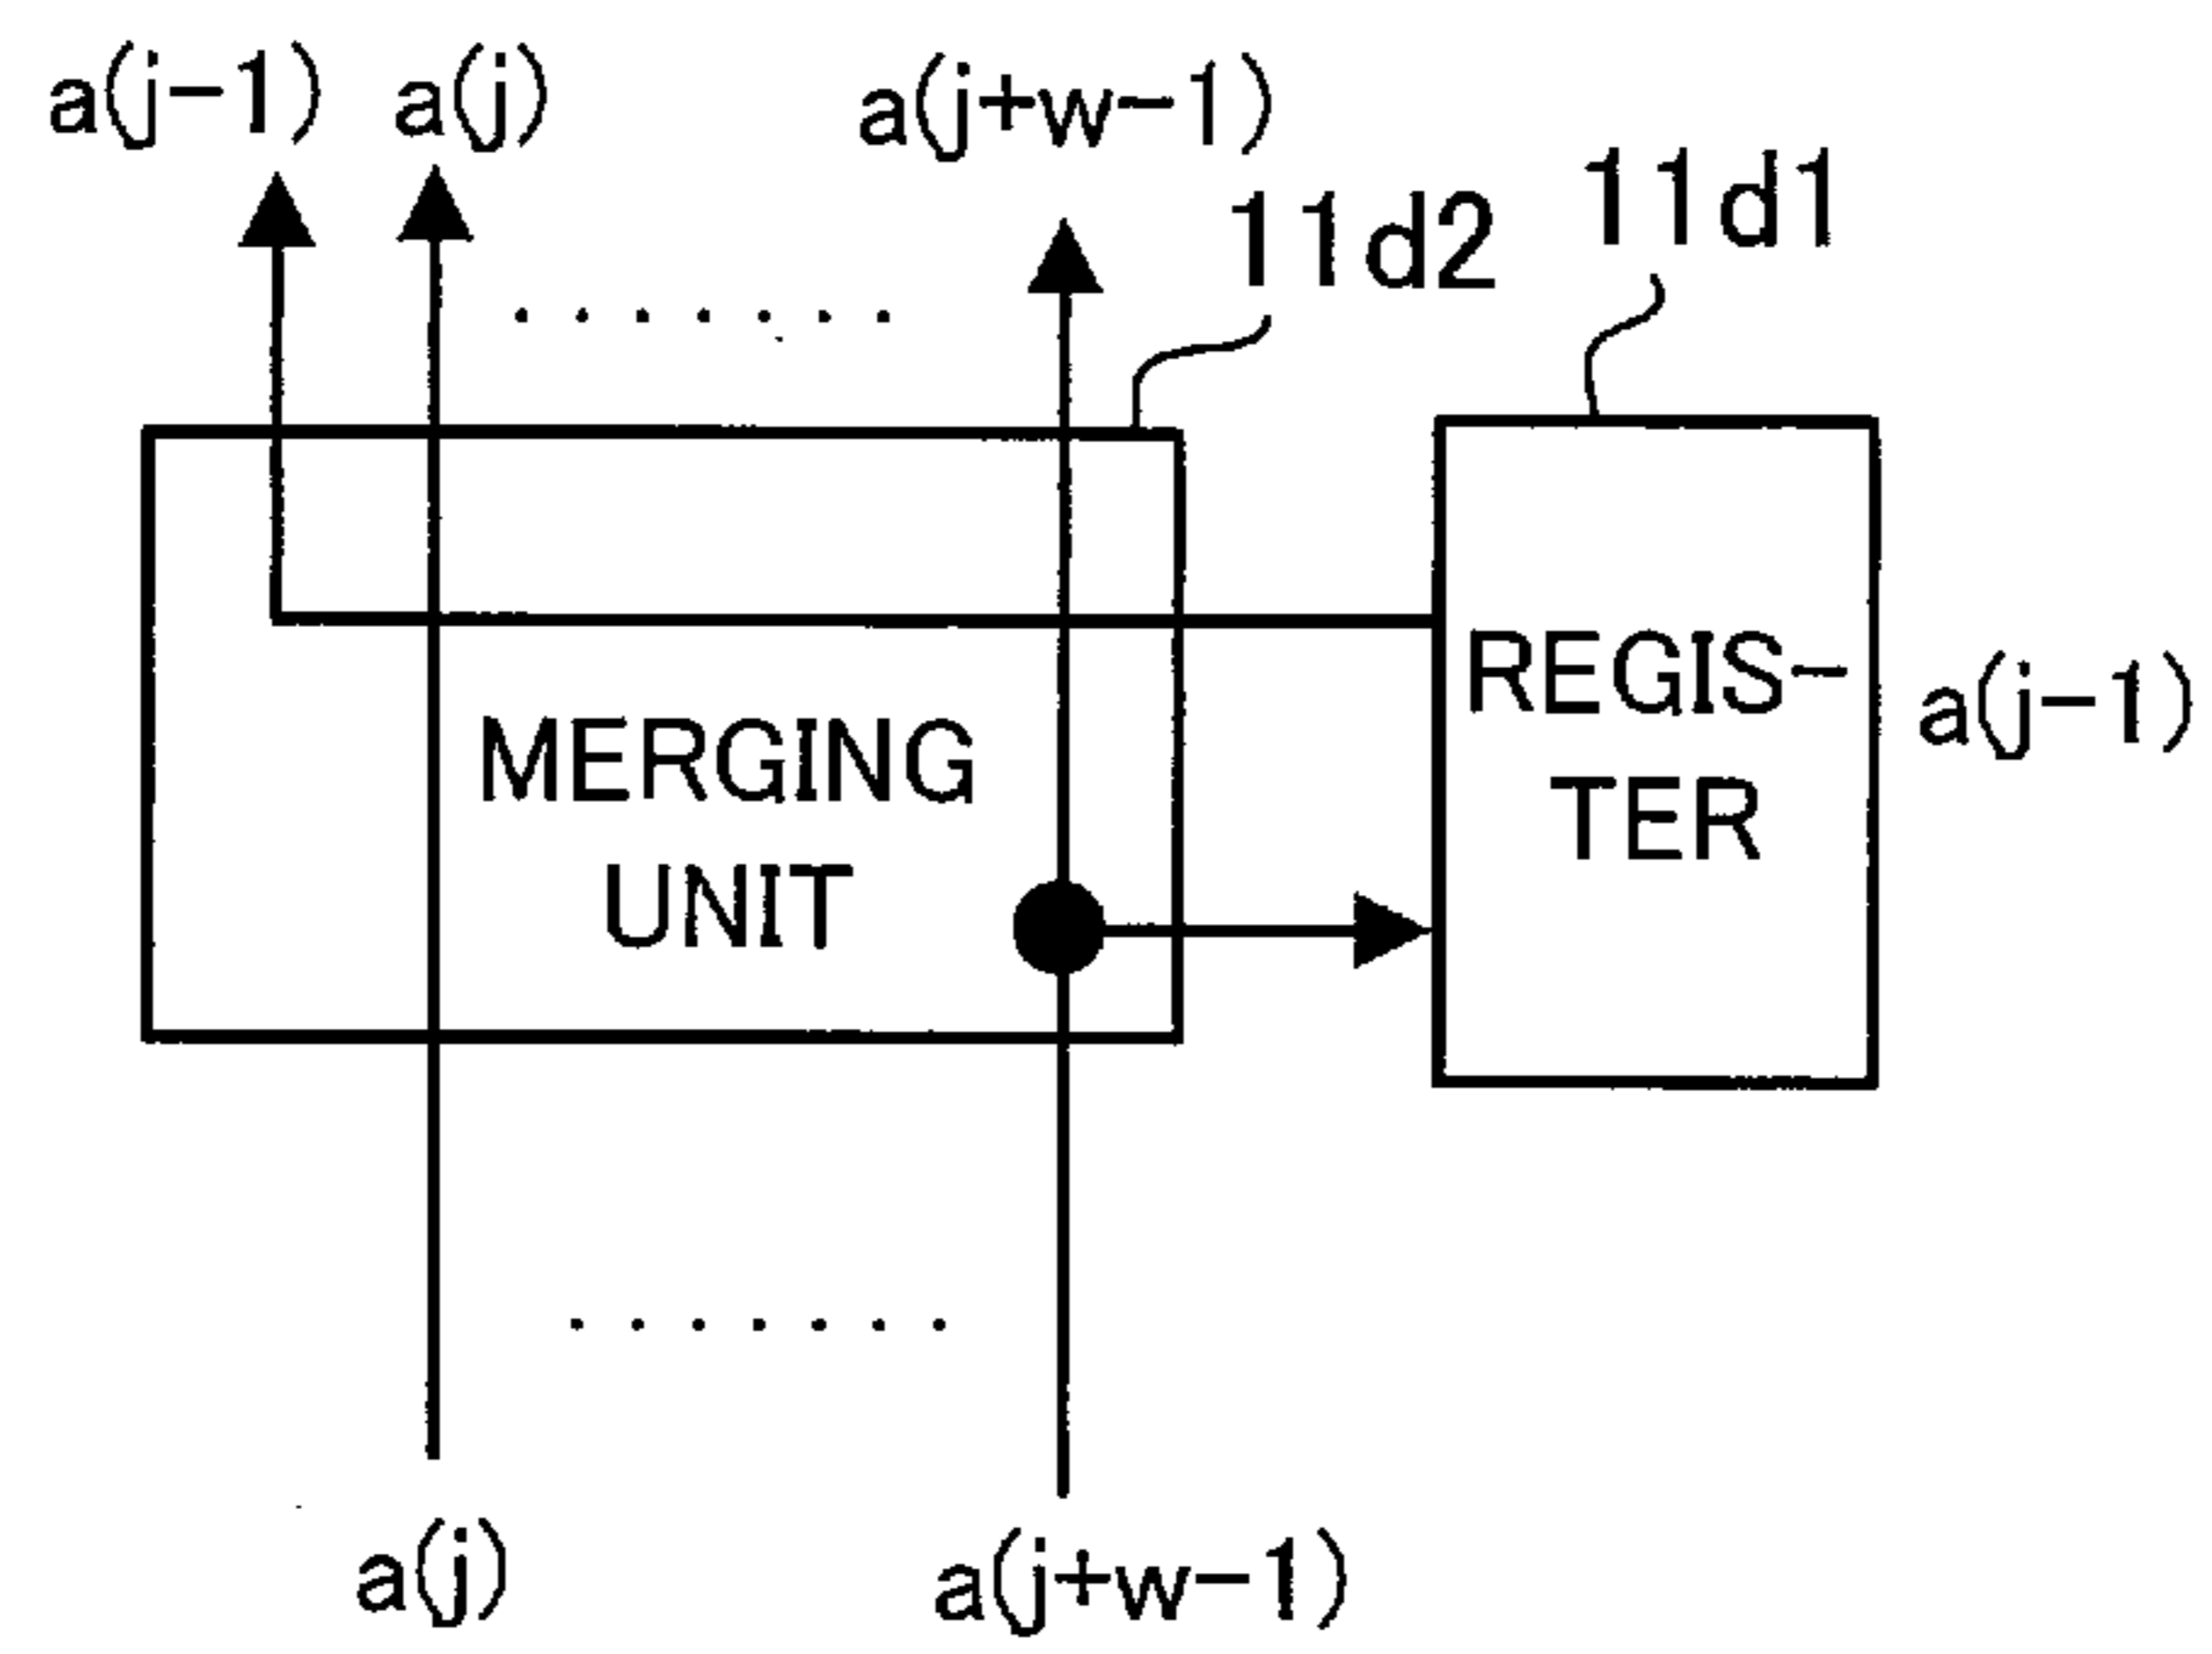 a(j-1) a(j) a(j+w-1)
11d2 11d1
REGIS-
TER
a(j-1)
MERGING
UNIT
a(j) a(j+w-1)